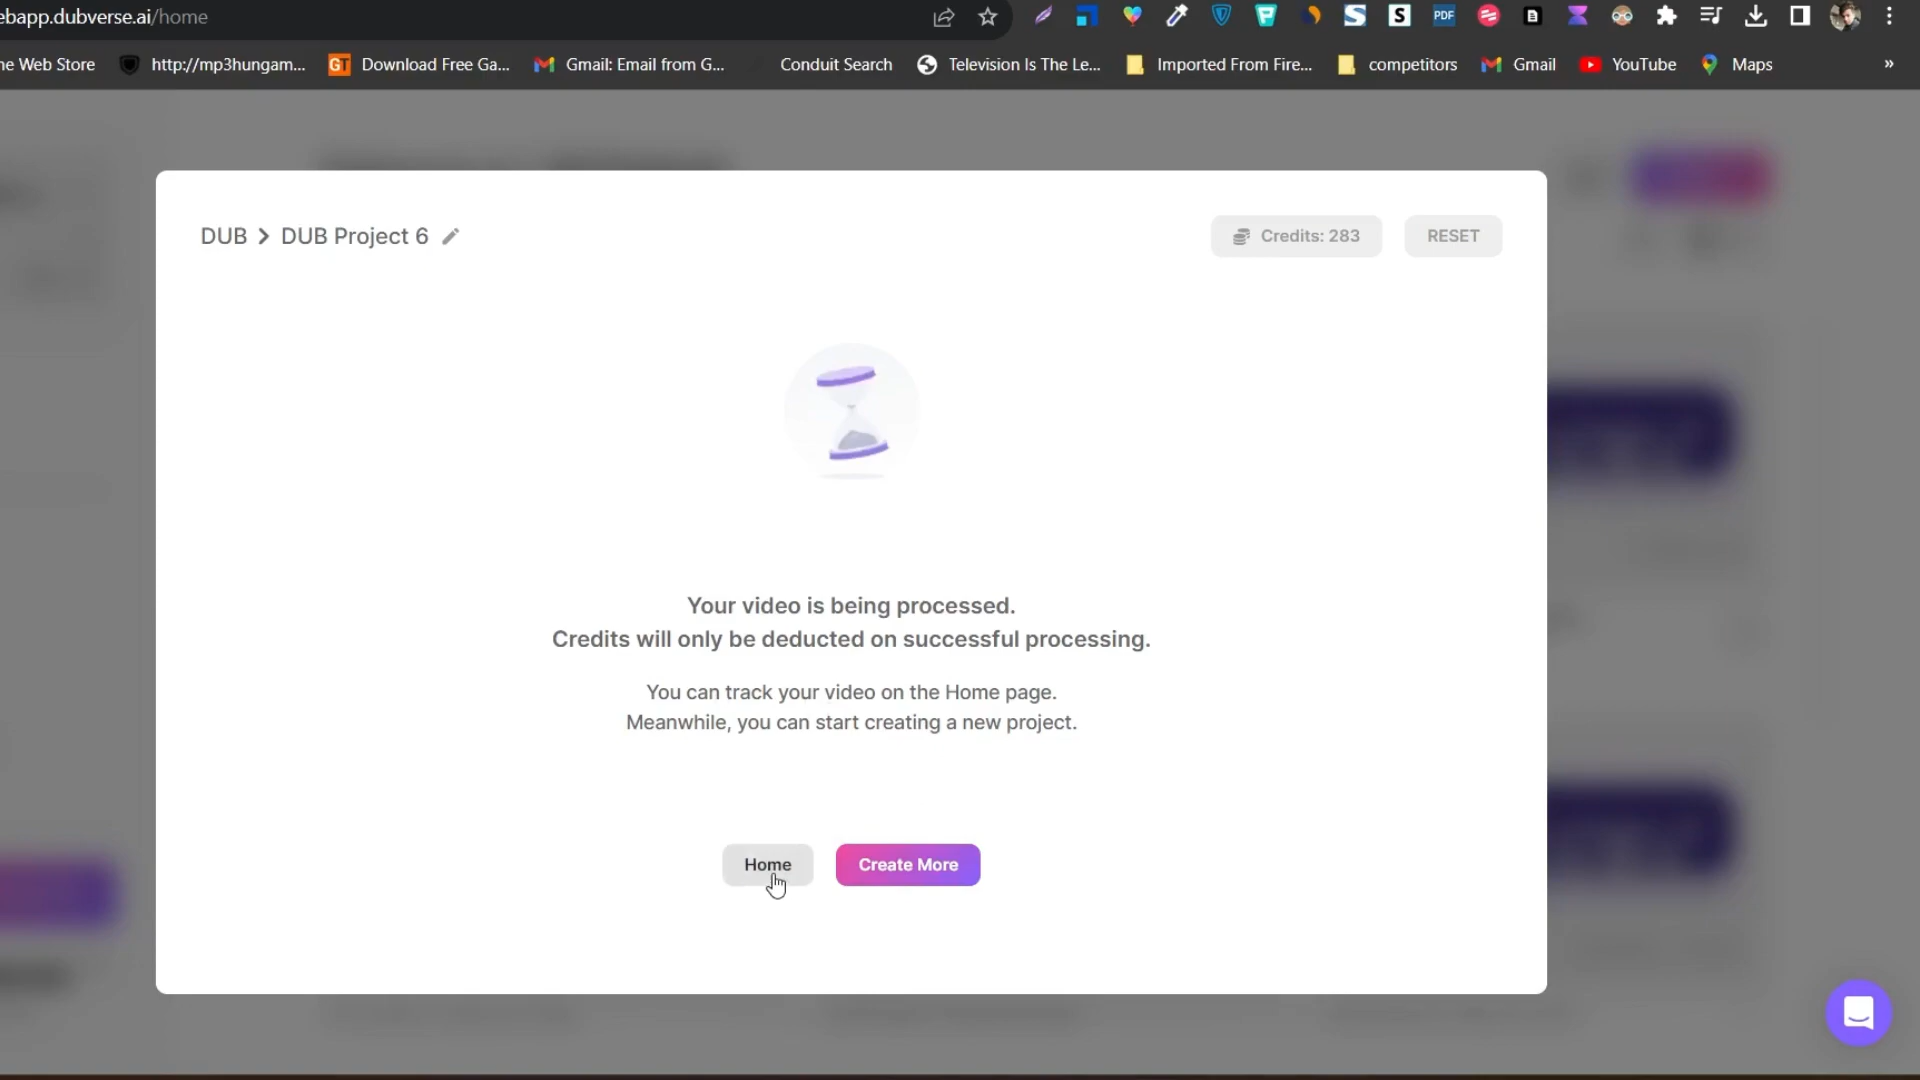 ebapp.dubverse.ai/home
PDF
ne Web Store
http://mp3hungam...
GT
Download Free Ga...
Gmail: Email from G...
Conduit Search
Television Is The Le...
Imported From Fire...
competitors
Gmail
YouTube
Maps
»
DUB > DUB Project 6
Credits: 283
RESET
Your video is being processed.
Credits will only be deducted on successful processing.
You can track your video on the Home page.
Meanwhile, you can start creating a new project.
Home
Create More